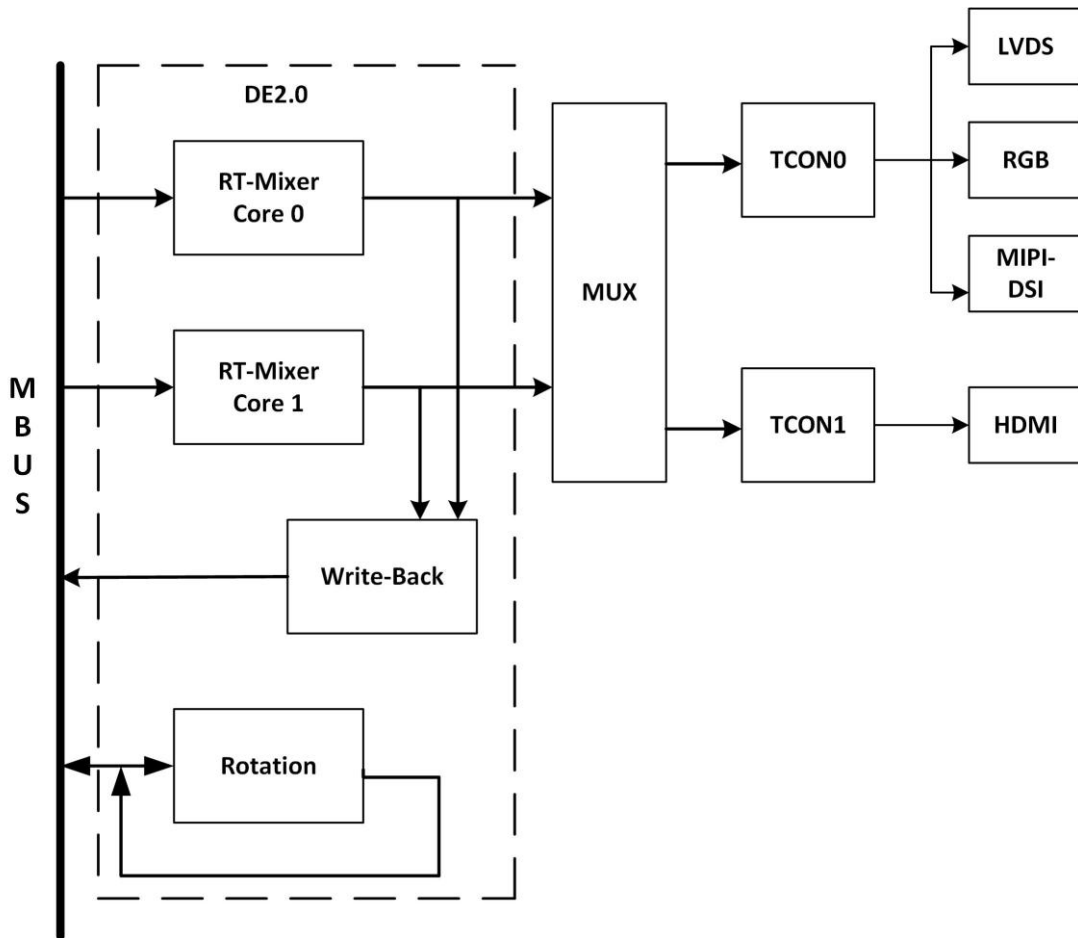 DE2.0
RT-Mixer
Core 0
RT-Mixer
Core 1
M
B
U
S
Write-Back
Rotation
MUX
TCON0
TCON1
LVDS
RGB
MIPI-
DSI
HDMI